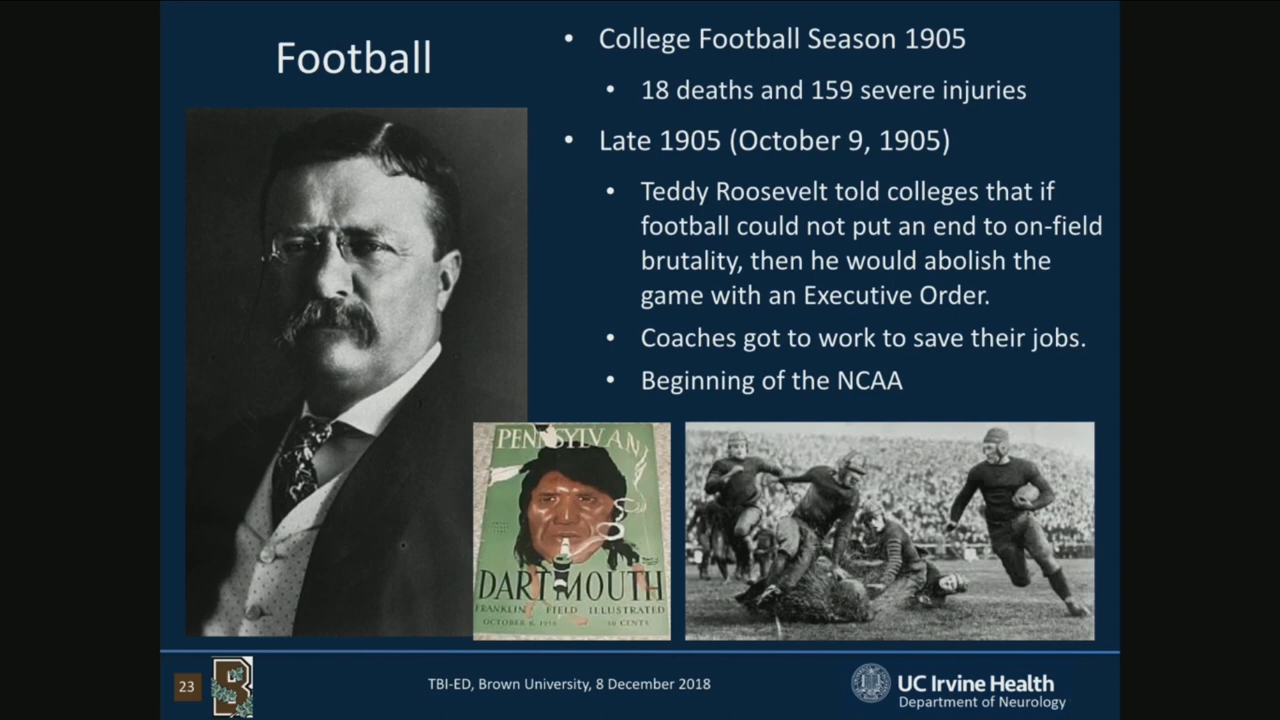 Football
• College Football Season 1905
• 18 deaths and 159 severe injuries
• Late 1905 (October 9, 1905)
• Teddy Roosevelt told colleges that if
football could not put an end to on-field
brutality, then he would abolish the
game with an Executive Order.
• Coaches got to work to save their jobs.
• Beginning of the NCAA
PENNSYLVAN
DARTMOUTH
FRANKLIN FIELD ILLUSTRATED
OCTOBER 8,
CENTS
23
B
TBI-ED, Brown University, 8 December 2018
UC Irvine Health
Department of Neurology